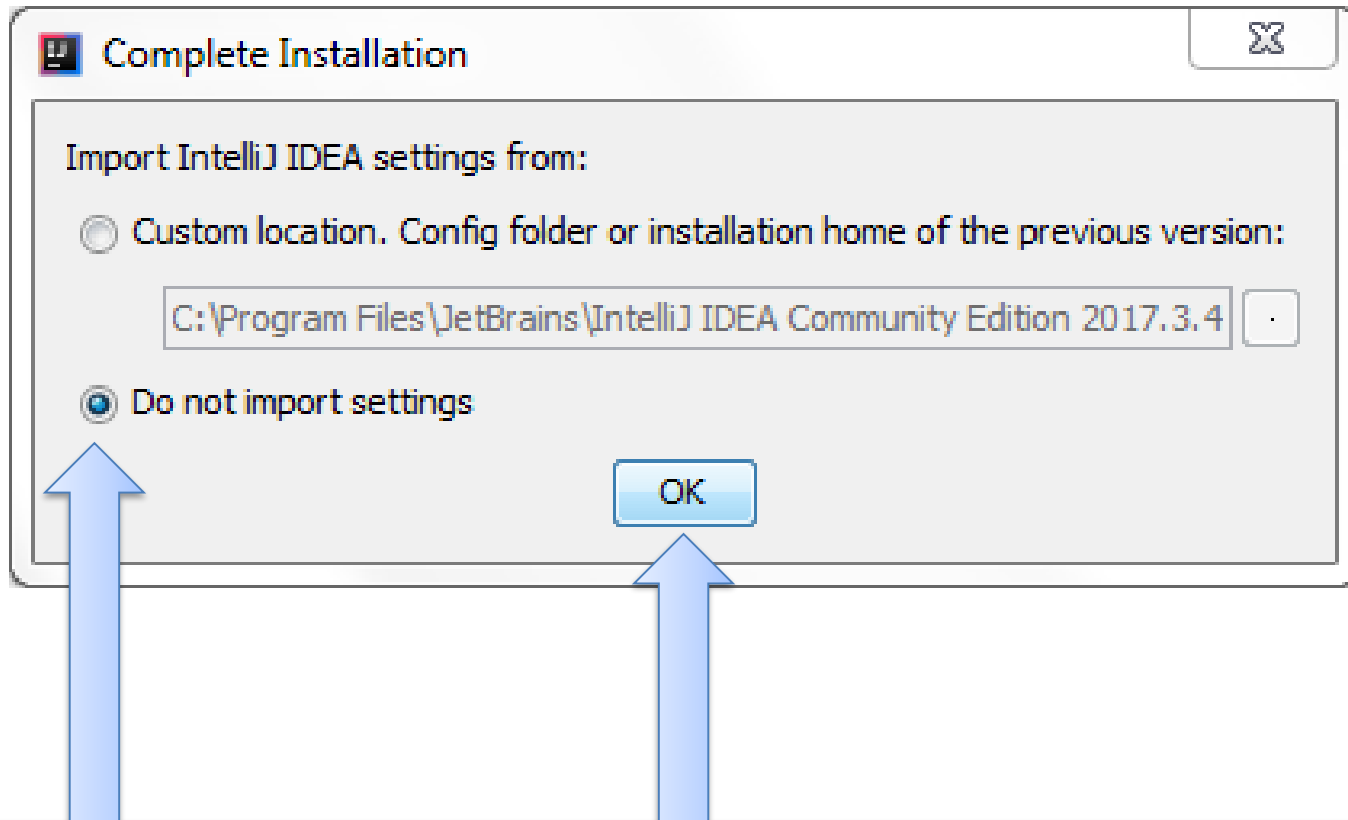 Complete Installation
Import IntelliJ IDEA settings from:
Custom location. Config folder or installation home of the previous version:
C:\Program Files\JetBrains\IntelliJ IDEA Community Edition 2017.3.4
.
Do not import settings
OK